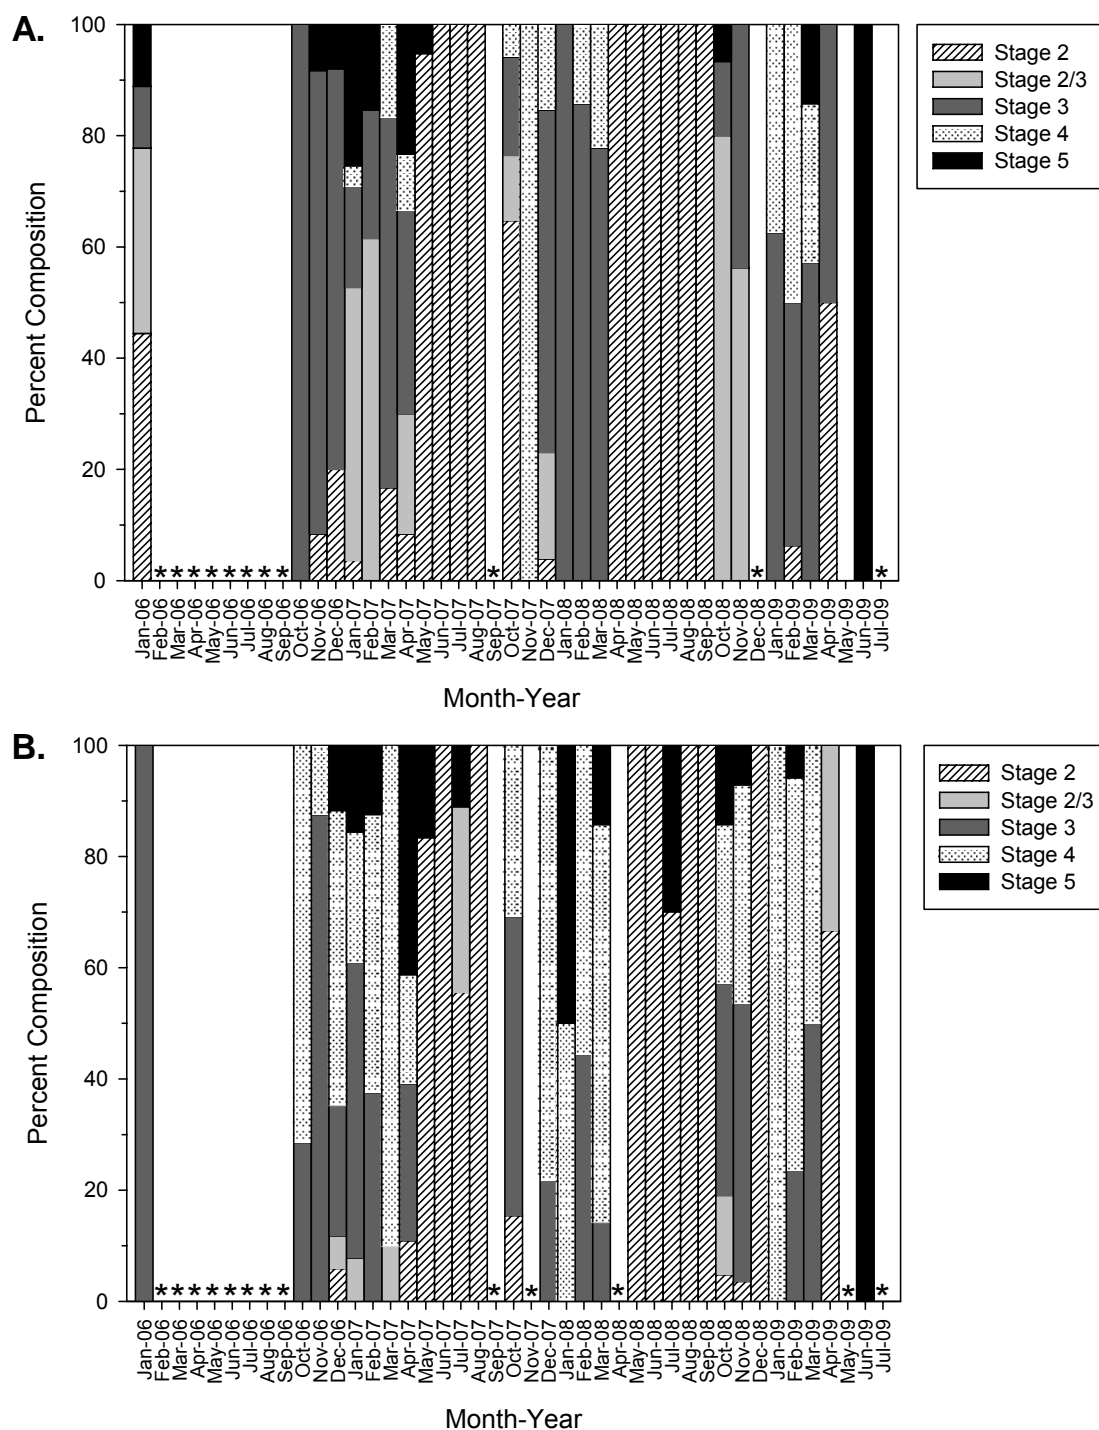 A.
100
80
60
40
20
0
Percent Composition
Stage 2
Stage 2/3
Stage 3
Stage 4
Stage 5
* * * * * * * * * * *
Jan-06 Feb-06 Mar-06 Apr-06 May-06 Jun-06 Jul-06 Aug-06 Sep-06 Oct-06 Nov-06 Dec-06 Jan-07 Feb-07 Mar-07 Apr-07 May-07 Jun-07 Jul-07 Aug-07 Sep-07 Oct-07 Nov-07 Dec-07 Jan-08 Feb-08 Mar-08 Apr-08 May-08 Jun-08 Jul-08 Aug-08 Sep-08 Oct-08 Nov-08 Dec-08 Jan-09 Feb-09 Mar-09 Apr-09 May-09 Jun-09 Jul-09
Month-Year
B.
100
80
60
40
20
0
Percent Composition
Stage 2
Stage 2/3
Stage 3
Stage 4
Stage 5
* * * * * * * * * * * * *
Jan-06 Feb-06 Mar-06 Apr-06 May-06 Jun-06 Jul-06 Aug-06 Sep-06 Oct-06 Nov-06 Dec-06 Jan-07 Feb-07 Mar-07 Apr-07 May-07 Jun-07 Jul-07 Aug-07 Sep-07 Oct-07 Nov-07 Dec-07 Jan-08 Feb-08 Mar-08 Apr-08 May-08 Jun-08 Jul-08 Aug-08 Sep-08 Oct-08 Nov-08 Dec-08 Jan-09 Feb-09 Mar-09 Apr-09 May-09 Jun-09 Jul-09
Month-Year